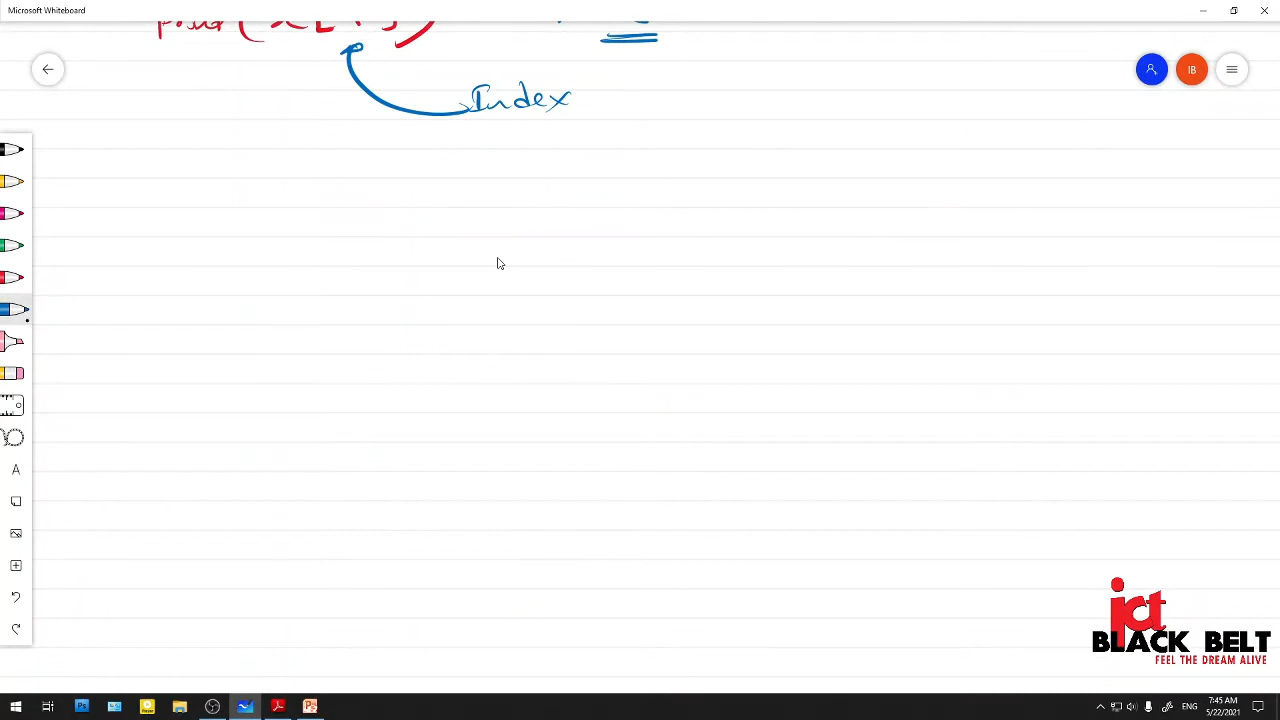 Microsoft Whiteboard
Index
IB
A
ict
BLACK BELT
FEEL THE DREAM ALIVE
ENG
7:45 AM
5/22/2021